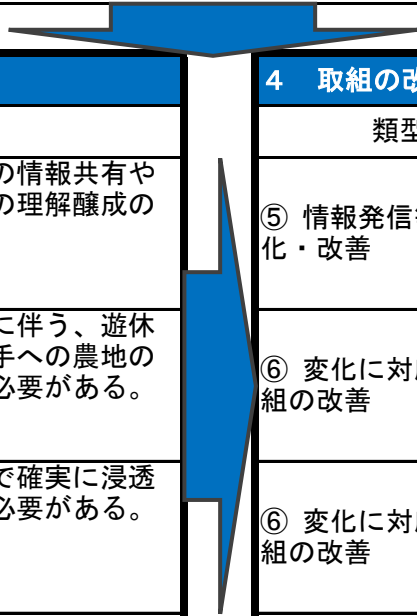 の情報共有や
の理解醸成の
に伴う、遊休
手への農地の
必要がある。
で確実に浸透
必要がある。
4 取組の改
類型
⑤ 情報発信
化・改善
⑥ 変化に対
組の改善
⑥ 変化に対
組の改善